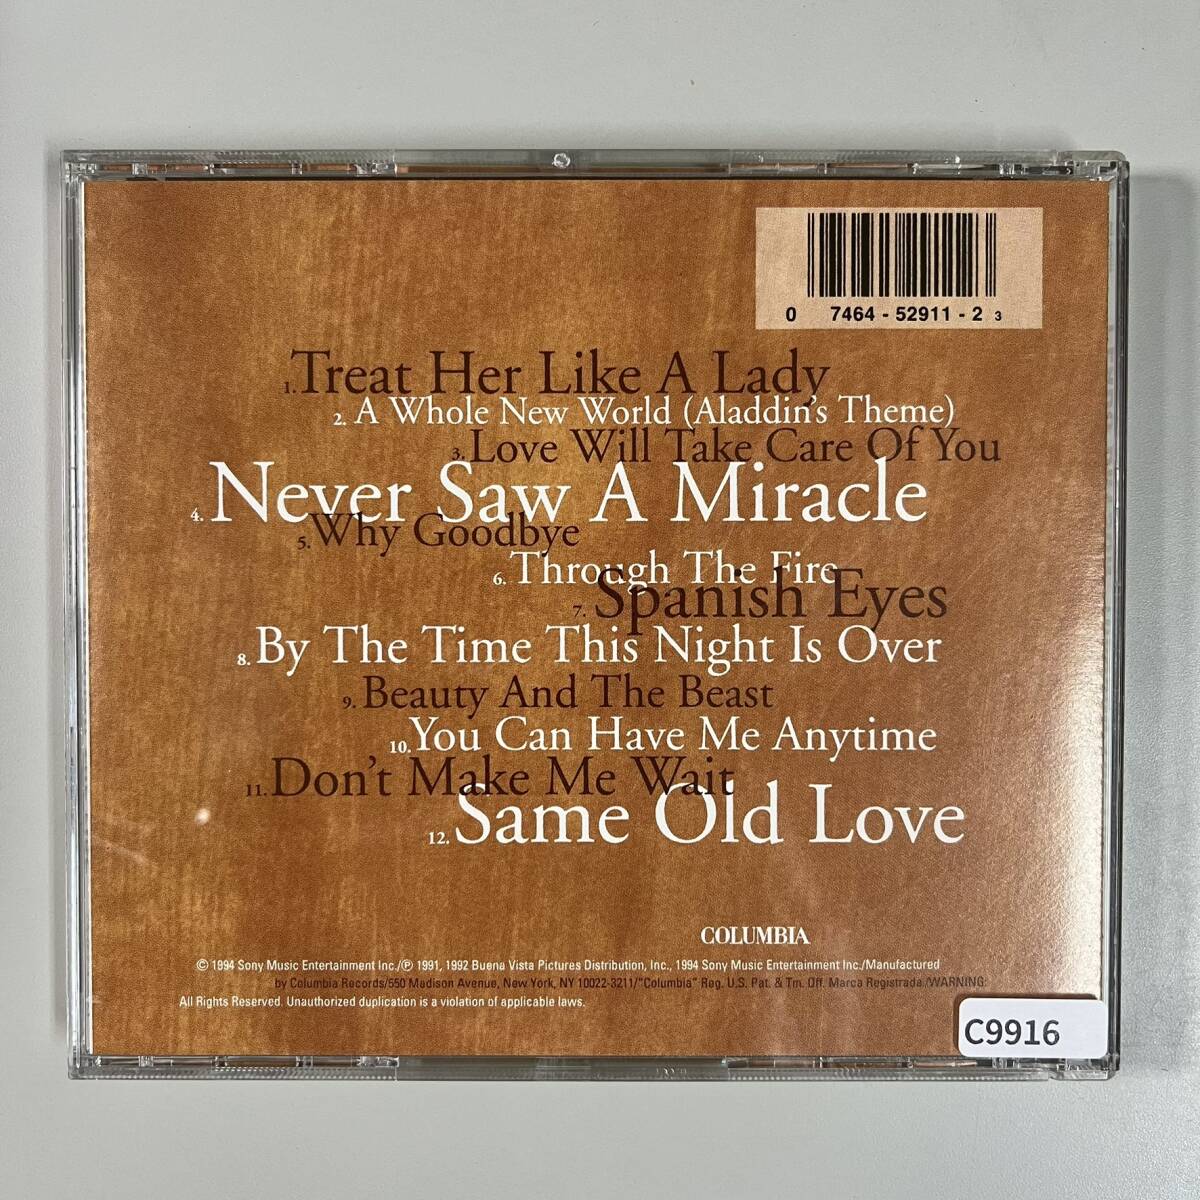 0 7464 - 52911 - 2 3
1. Treat Her Like A Lady
2. A Whole New World (Aladdin's Theme)
3. Love Will Take Care Of You
4. Never Saw A Miracle
5. Why Goodbye
6. Through The Fire
7. Spanish Eyes
8. By The Time This Night Is Over
9. Beauty And The Beast
10. You Can Have Me Anytime
11. Don't Make Me Wait
12. Same Old Love
COLUMBIA
© 1994 Sony Music Entertainment Inc./℗ 1991, 1992 Buena Vista Pictures Distribution, Inc., 1994 Sony Music Entertainment Inc./Manufactured
by Columbia Records/550 Madison Avenue, New York, NY 10022-3211/"Columbia" Reg. U.S. Pat. & Tm. Off. Marca Registrada./WARNING:
All Rights Reserved. Unauthorized duplication is a violation of applicable laws.
C9916